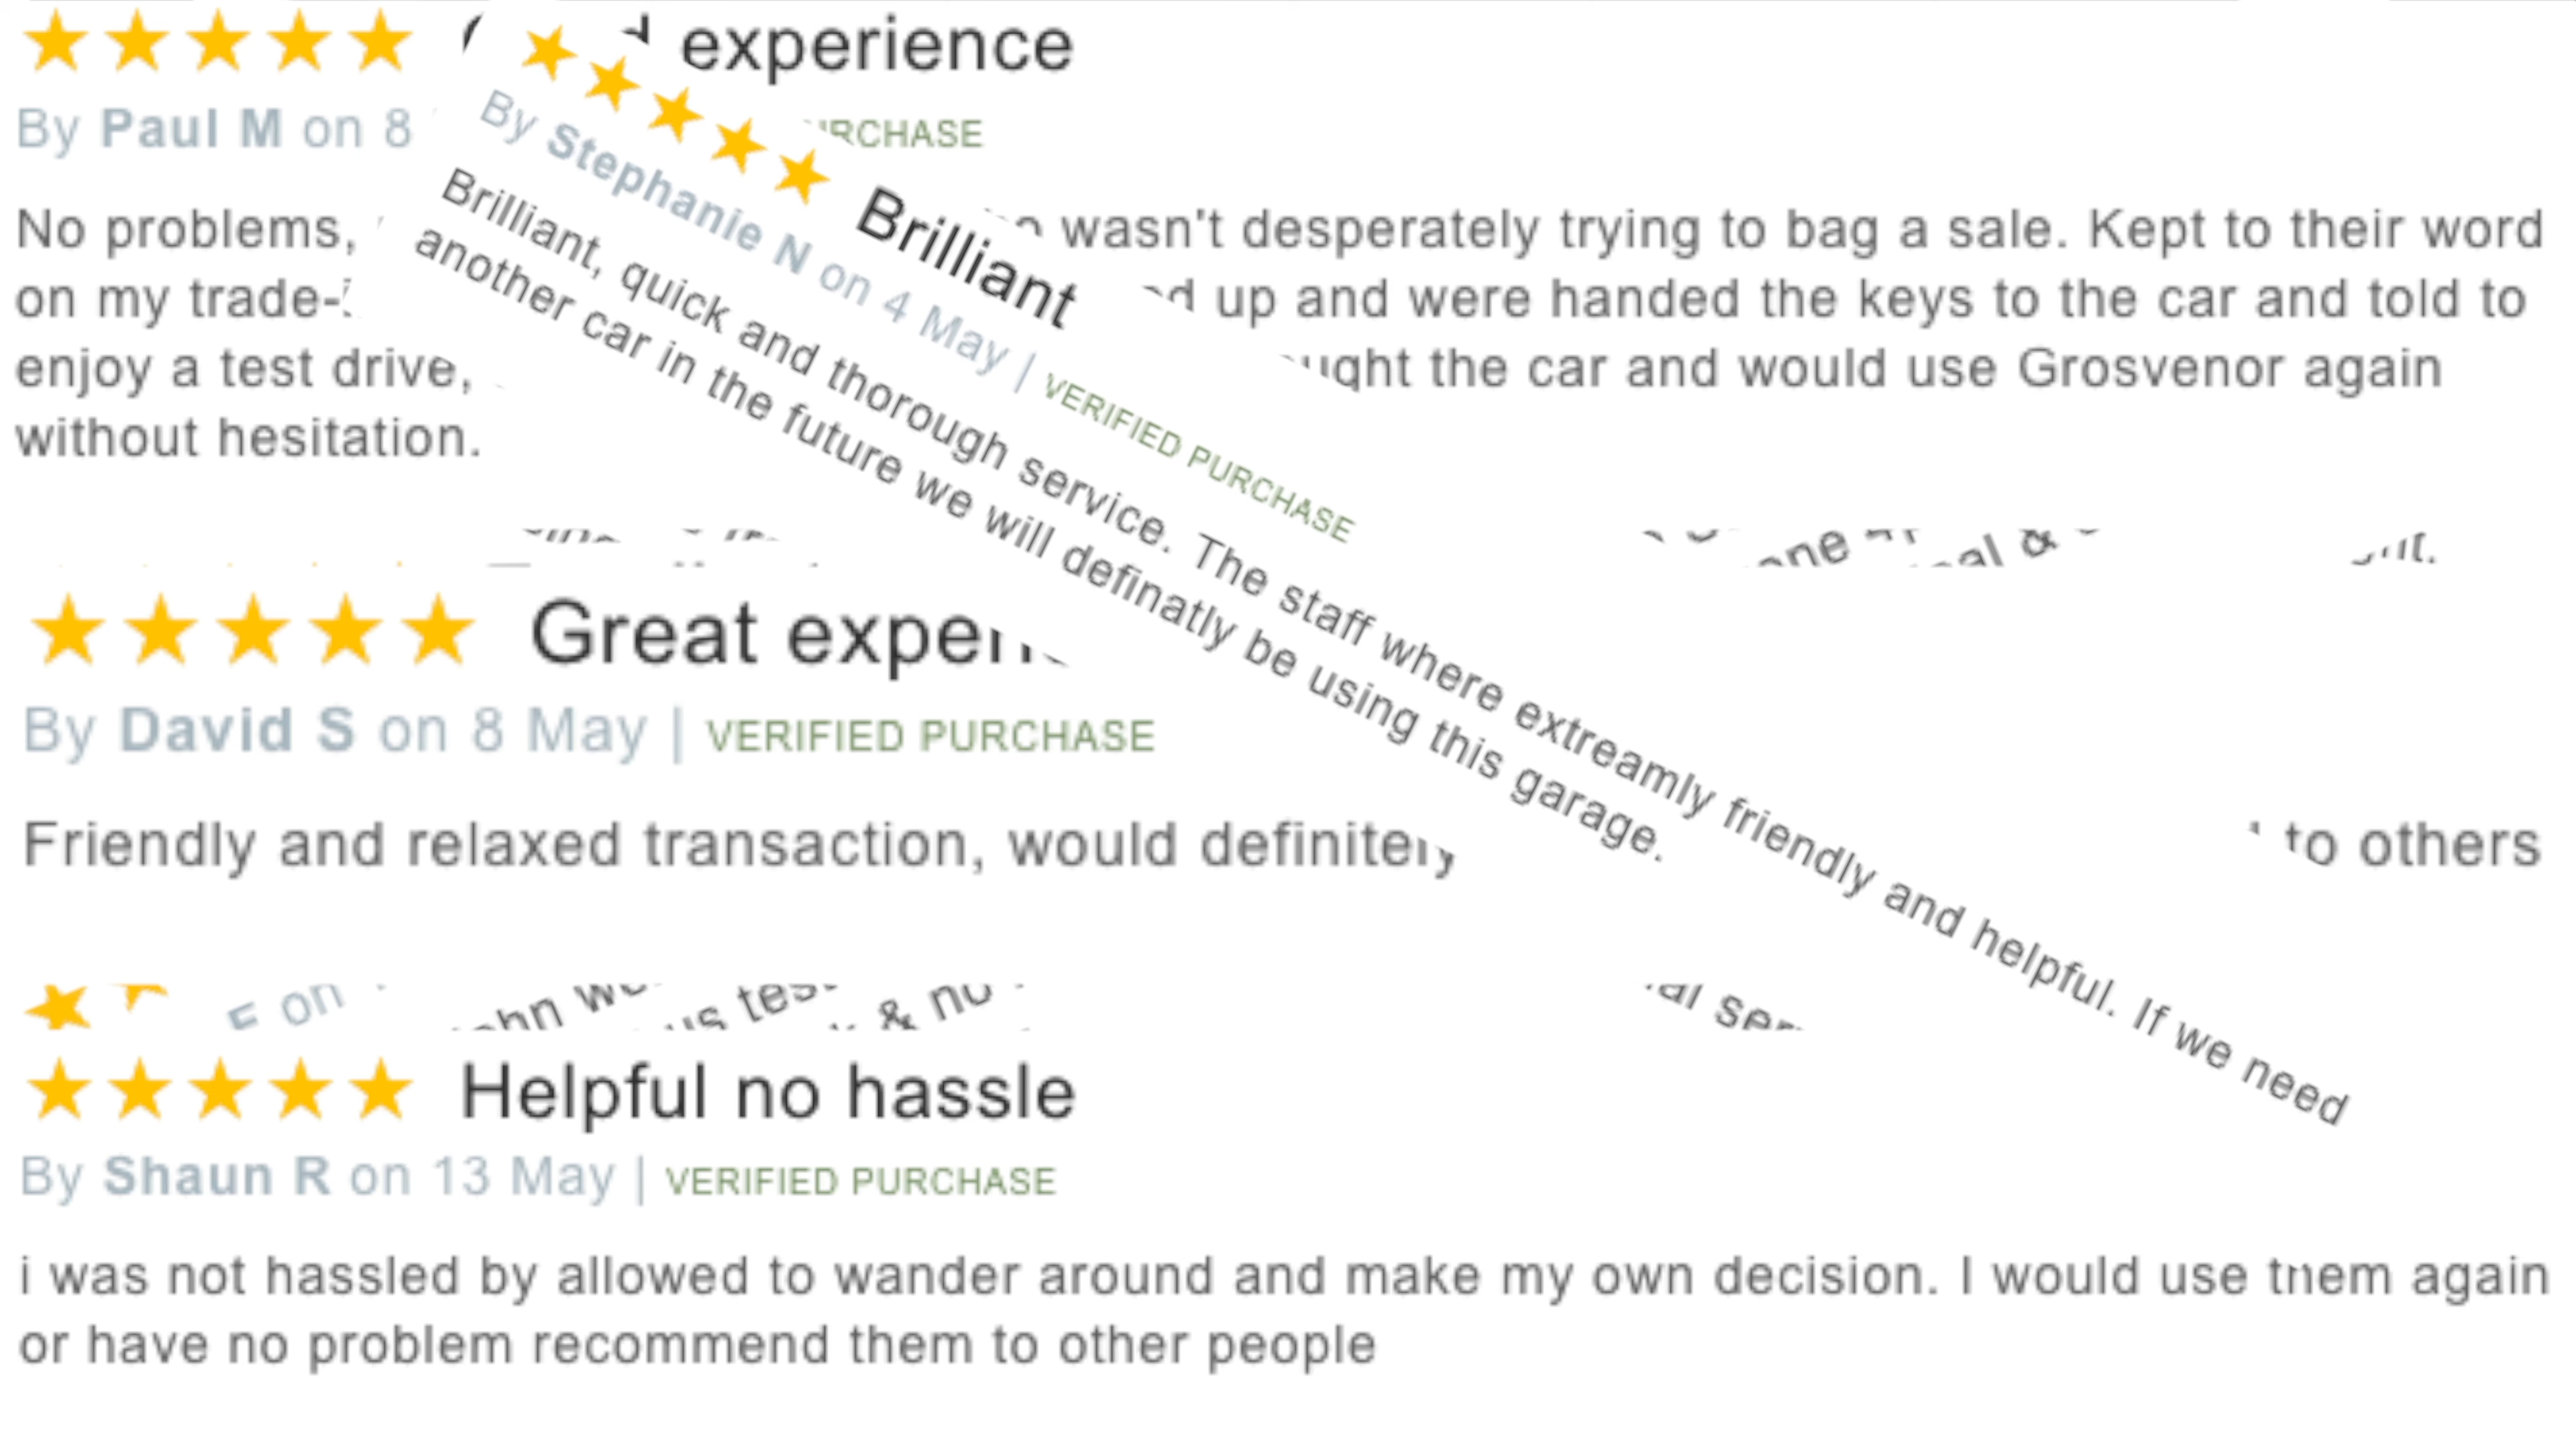 experience
By Paul M on 8
No problems, wasn't desperately trying to bag a sale. Kept to their word
on my trade- up and were handed the keys to the car and told to
enjoy a test drive, the car and would use Grosvenor again
without hesitation.
Brilliant
By Stephanie N on 4 May | VERIFIED PURCHASE
Brilliant, quick and thorough service. The staff where extreamly friendly and helpful. If we need
another car in the future we will definatly be using this garage.
Great
By David S on 8 May | VERIFIED PURCHASE
Friendly and relaxed transaction, would definitely
to others
Helpful no hassle
By Shaun R on 13 May | VERIFIED PURCHASE
i was not hassled by allowed to wander around and make my own decision. I would use them again
or have no problem recommend them to other people